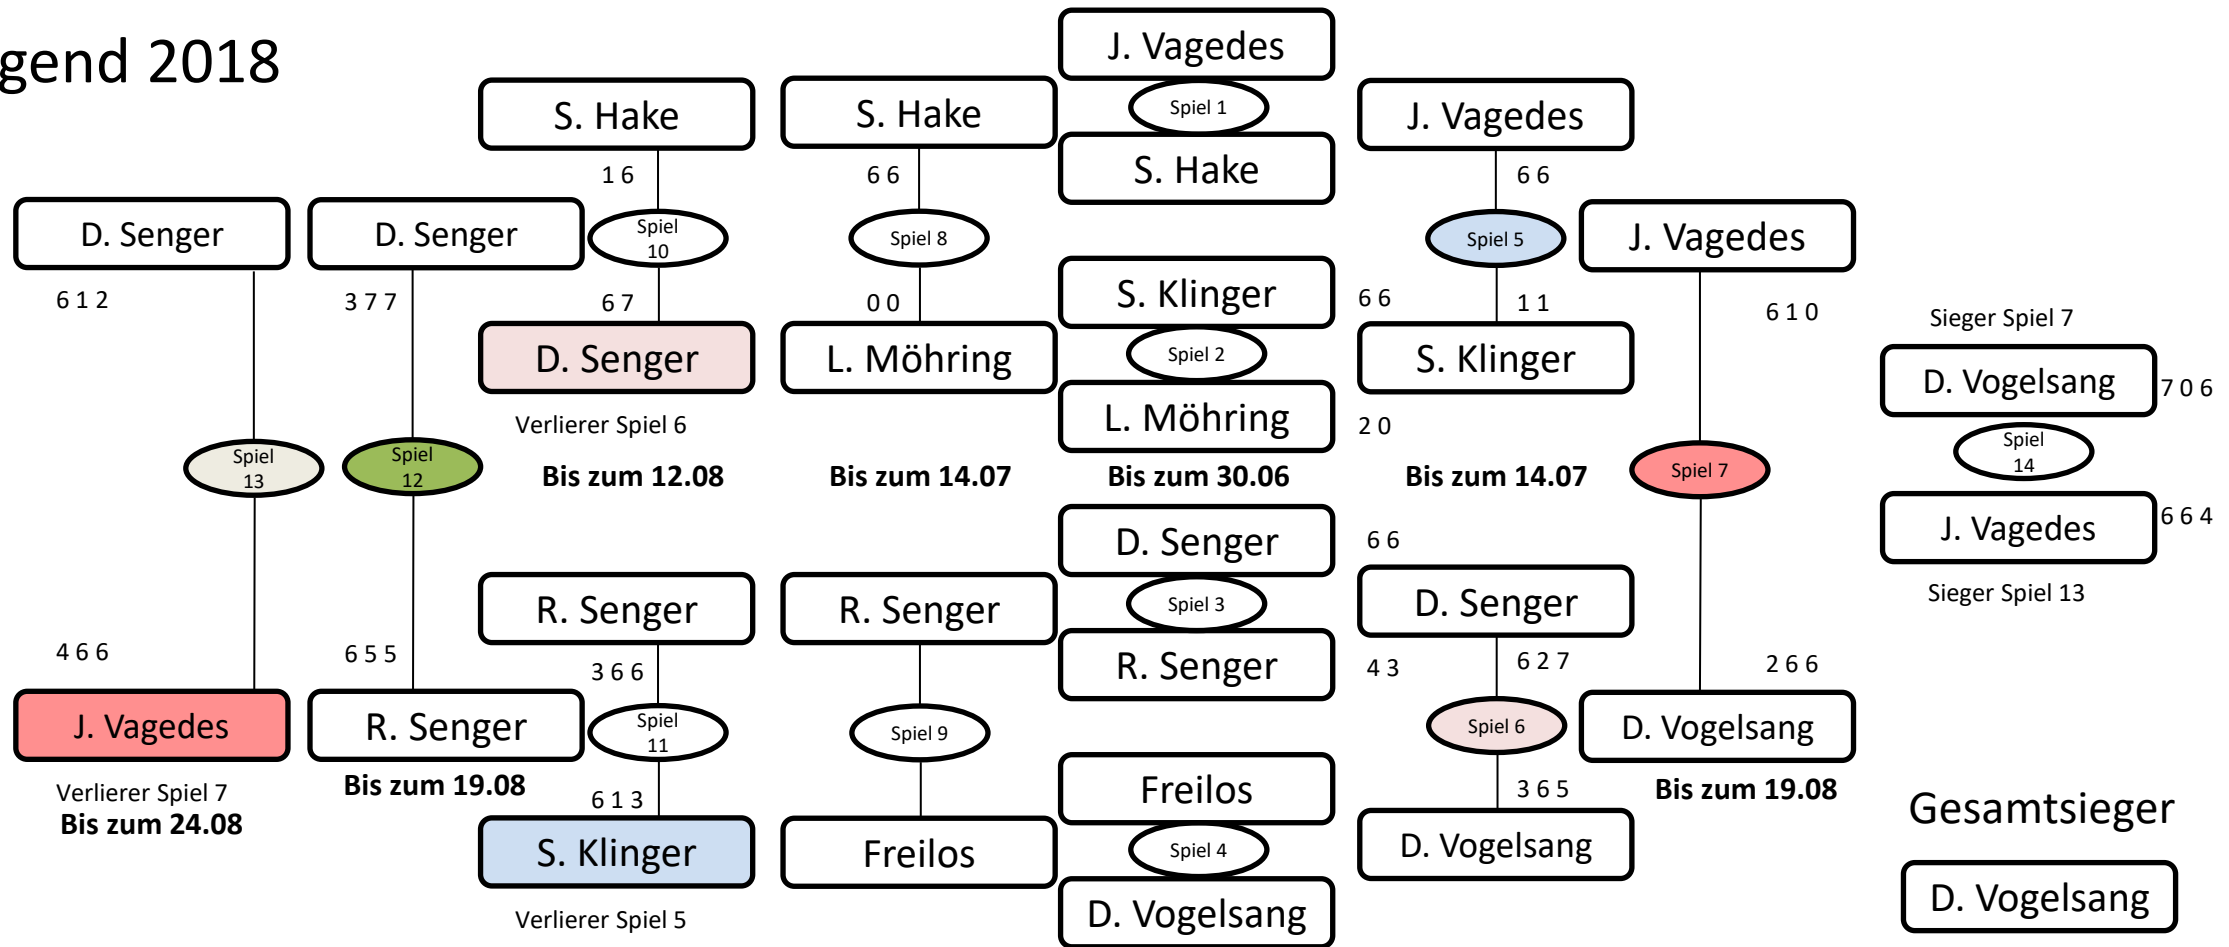 gend 2018
J. Vagedes
Spiel 1
S. Hake
S. Klinger
Spiel 2
L. Möhring
Bis zum 30.06
D. Senger
Spiel 3
R. Senger
Freilos
Spiel 4
D. Vogelsang
6 6
2 0
6 6
4 3
J. Vagedes
6 6
Spiel 5
1 1
S. Klinger
Bis zum 14.07
D. Senger
6 2 7
Spiel 6
3 6 5
D. Vogelsang
J. Vagedes
6 1 0
Spiel 7
2 6 6
D. Vogelsang
Bis zum 19.08
S. Hake
6 6
Spiel 8
0 0
L. Möhring
Bis zum 14.07
R. Senger
Spiel 9
Freilos
S. Hake
1 6
Spiel
10
6 7
D. Senger
Verlierer Spiel 6
Bis zum 12.08
R. Senger
3 6 6
Spiel
11
6 1 3
S. Klinger
Verlierer Spiel 5
D. Senger
3 7 7
Spiel
12
6 5 5
R. Senger
Bis zum 19.08
D. Senger
6 1 2
Spiel
13
4 6 6
J. Vagedes
Verlierer Spiel 7
Bis zum 24.08
Sieger Spiel 7
D. Vogelsang
7 0 6
Spiel
14
J. Vagedes
6 6 4
Sieger Spiel 13
Gesamtsieger
D. Vogelsang